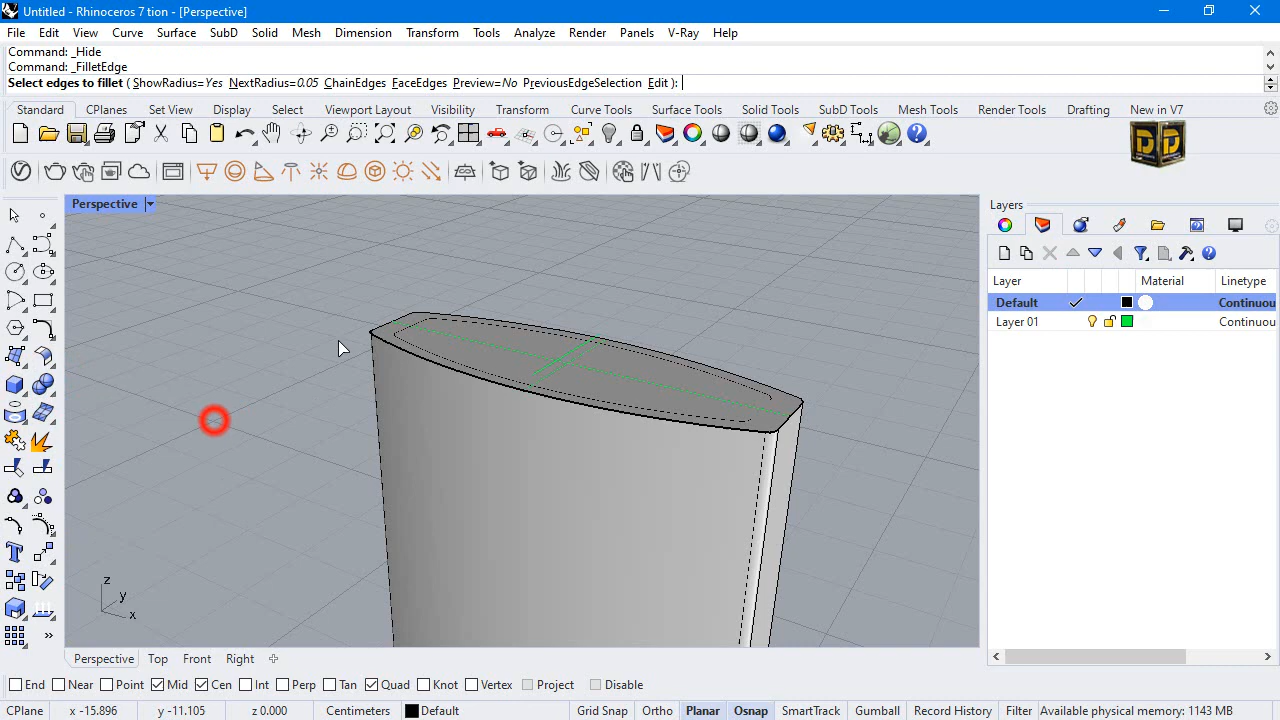 Untitled - Rhinoceros 7 tion - [Perspective]
File Edit View Curve Surface SubD Solid Mesh Dimension Transform Tools Analyze Render Panels V-Ray Help
Command: _Hide
Command: _FilletEdge
Select edges to fillet ( ShowRadius=Yes NextRadius=0.05 ChainEdges FaceEdges Preview=No PreviousEdgeSelection Edit ):
Standard CPlanes Set View Display Select Viewport Layout Visibility Transform Curve Tools Surface Tools Solid Tools SubD Tools Mesh Tools Render Tools Drafting New in V7
Perspective
Layers
Layer Material Linetype
Default Continuou
Layer 01 Continuou
z
y
x
Perspective Top Front Right
End Near Point Mid Cen Int Perp Tan Quad Knot Vertex Project Disable
CPlane x -15.896 y -11.105 z 0.000 Centimeters Default Grid Snap Ortho Planar Osnap SmartTrack Gumball Record History Filter Available physical memory: 1143 MB